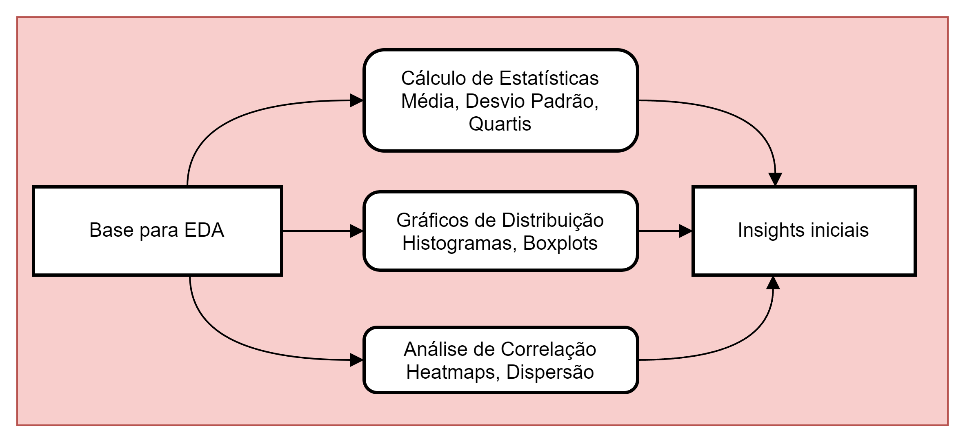 Cálculo de Estatísticas
Média, Desvio Padrão,
Quartis
Base para EDA
Gráficos de Distribuição
Histogramas, Boxplots
Insights iniciais
Análise de Correlação
Heatmaps, Dispersão